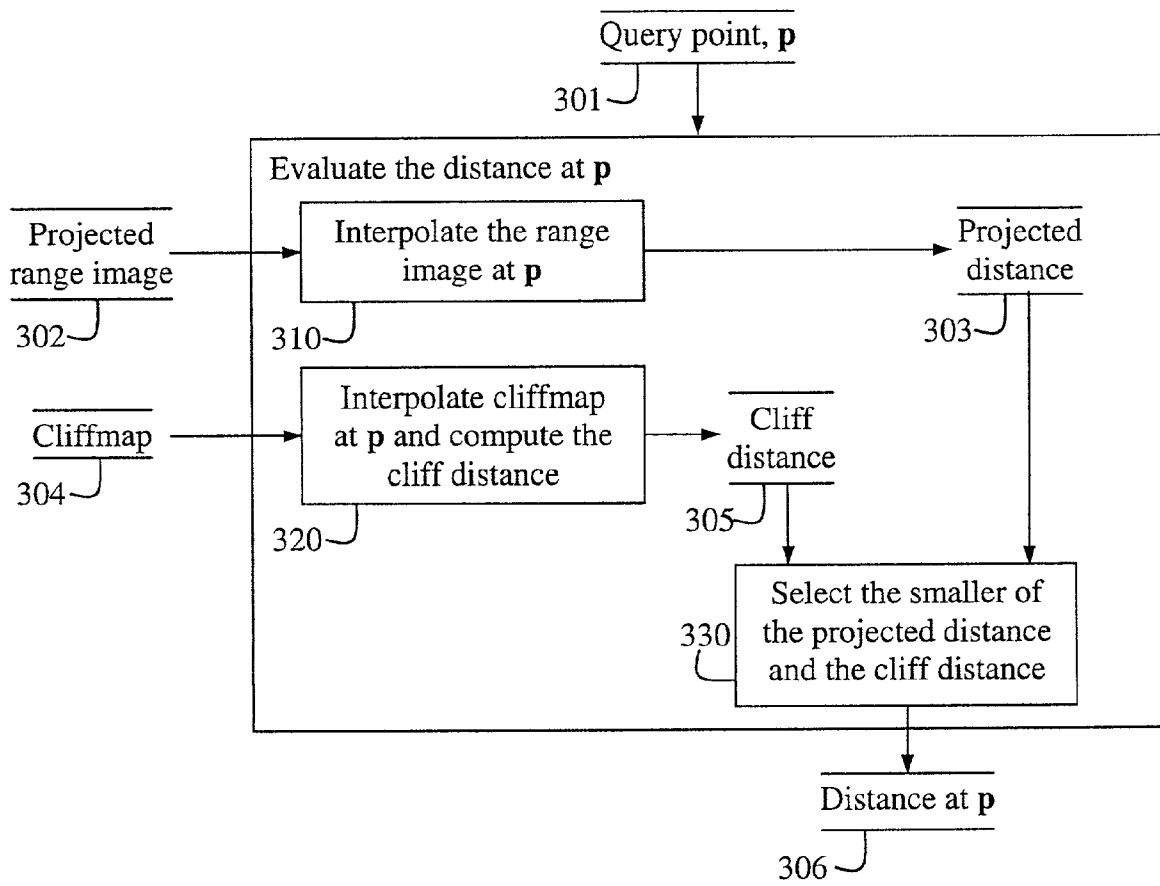 Query point, p
301
Evaluate the distance at p
Projected
range image
302
Interpolate the range
image at p
310
Projected
distance
303
Cliffmap
304
Interpolate cliffmap
at p and compute the
cliff distance
320
Cliff
distance
305
Select the smaller of
the projected distance
and the cliff distance
330
Distance at p
306